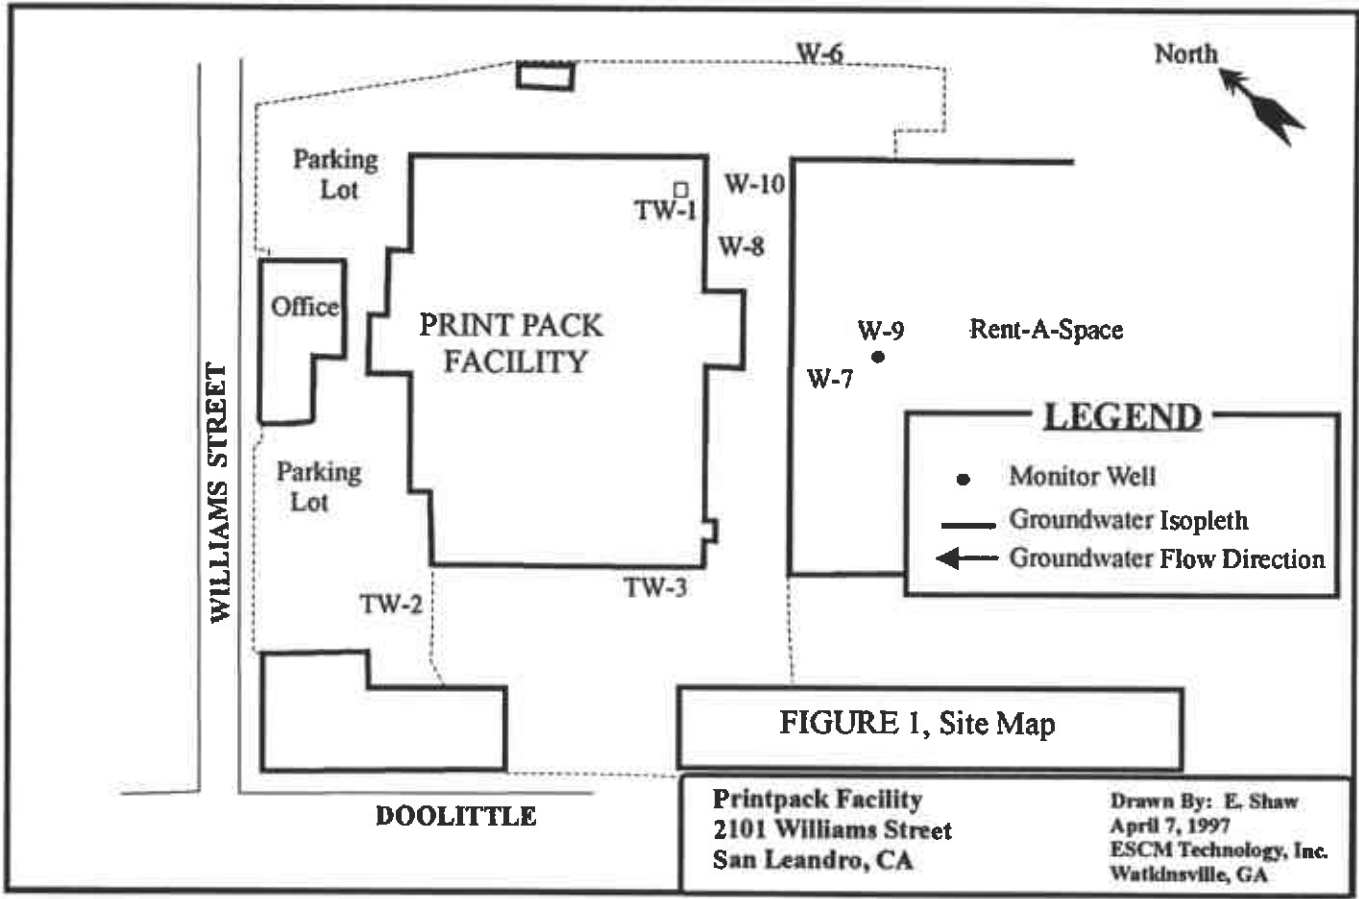 W-6
North
Parking
Lot
W-10
TW-1
W-8
Office
PRINT PACK
FACILITY
W-9
Rent-A-Space
W-7
WILLIAMS STREET
LEGEND
Parking
Lot
Monitor Well
Groundwater Isopleth
Groundwater Flow Direction
TW-3
TW-2
FIGURE 1, Site Map
DOOLITTLE
Printpack Facility
2101 Williams Street
San Leandro, CA
Drawn By: E. Shaw
April 7, 1997
ESCM Technology, Inc.
Watkinsville, GA